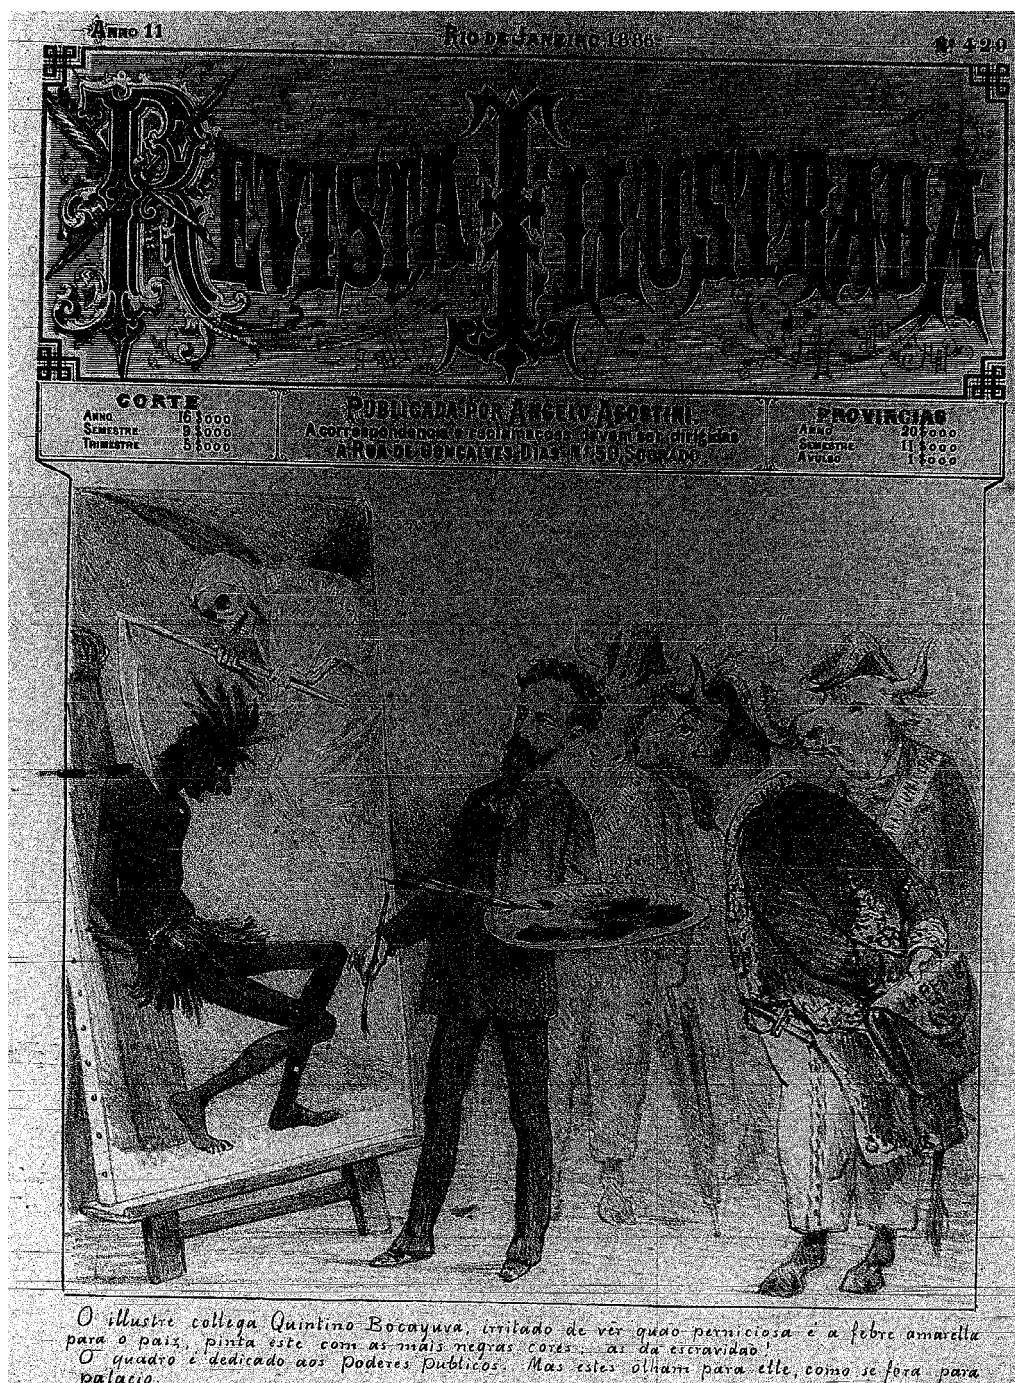 Anno 11
Rio de Janeiro 1886
Nº 429
Revista Illustrada
CORTE
Anno 16$000
Semestre 9$000
Trimestre 5$000
Publicada por Angelo Agostini.
A correspondencia e reclamações devem ser dirigidas
a Rua de Gonçalves Dias, Nº 50, Sobrado
PROVINCIAS
Anno 20$000
Semestre 11$000
Avulso 1$000
O illustre collega Quintino Bocayuva, irritado de vêr quão perniciosa é a febre amarella
para o paiz, pinta este com as mais negras cores: as da escravidão!
O quadro é dedicado aos Poderes Publicos. Mas estes olham para elle, como se fora para
palacio.